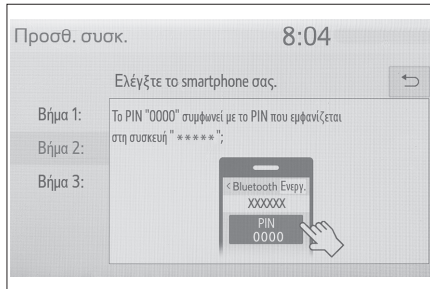 Προσθ. συσκ. 8:04
Ελέγξτε το smartphone σας.
Βήμα 1:
Το PIN "0000" συμφωνεί με το PIN που εμφανίζεται
στη συσκευή " ***** ";
Βήμα 2:
Βήμα 3:
< Bluetooth Ενεργ.
XXXXXX
PIN
0000